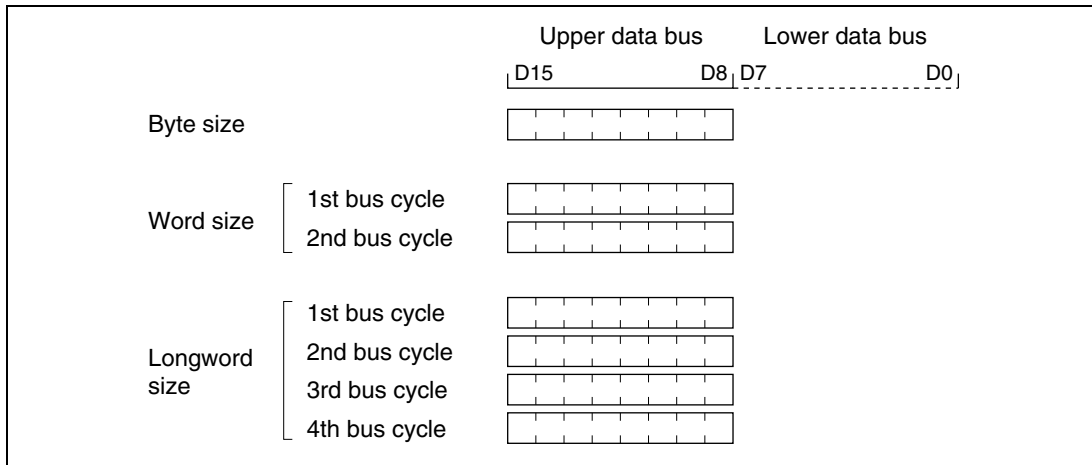 Upper data bus Lower data bus
D15 D8 D7 D0
Byte size
Word size
1st bus cycle
2nd bus cycle
Longword
size
1st bus cycle
2nd bus cycle
3rd bus cycle
4th bus cycle